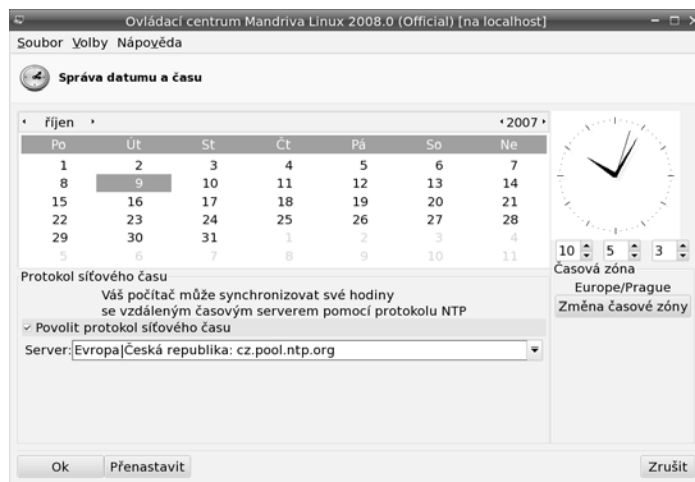 Ovládací centrum Mandriva Linux 2008.0 (Official) [na localhost]
Soubor Volby Nápověda
Správa datumu a času
říjen 2007
Po Út St Čt Pá So Ne
1 2 3 4 5 6 7
8 9 10 11 12 13 14
15 16 17 18 19 20 21
22 23 24 25 26 27 28
29 30 31 1 2 3 4
5 6 7 8 9 10 11
10 5 3
Časová zóna
Europe/Prague
Změna časové zóny
Protokol síťového času
Váš počítač může synchronizovat své hodiny
se vzdáleným časovým serverem pomocí protokolu NTP
Povolit protokol síťového času
Server: Evropa|Česká republika: cz.pool.ntp.org
Ok Přenastavit Zrušit